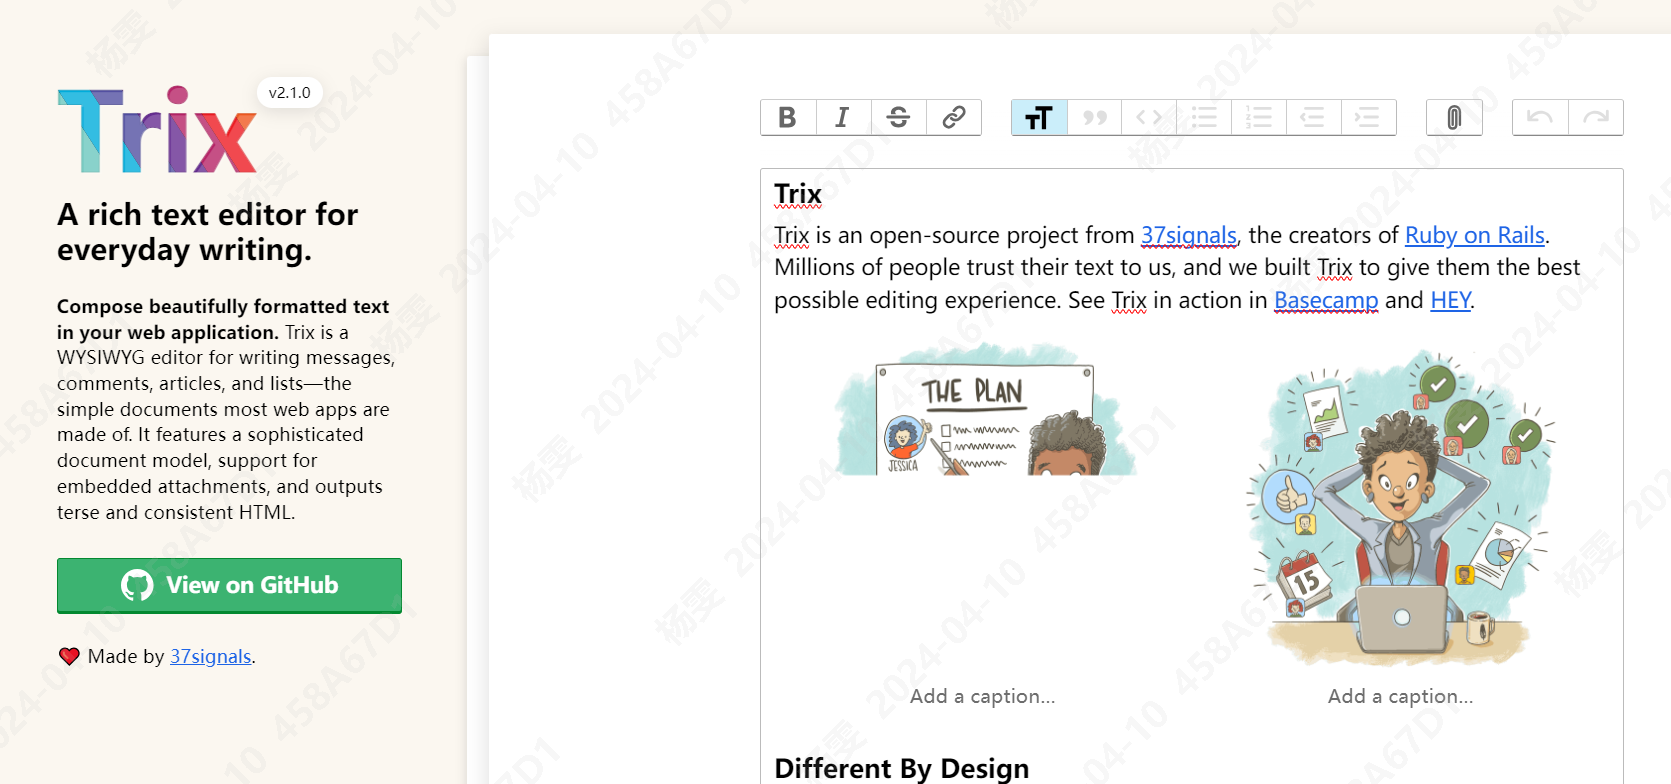 Trix
v2.1.0
A rich text editor for
everyday writing.
Compose beautifully formatted text
in your web application. Trix is a
WYSIWYG editor for writing messages,
comments, articles, and lists—the
simple documents most web apps are
made of. It features a sophisticated
document model, support for
embedded attachments, and outputs
terse and consistent HTML.
View on GitHub
Made by 37signals.
B I S
Trix
Trix is an open-source project from 37signals, the creators of Ruby on Rails.
Millions of people trust their text to us, and we built Trix to give them the best
possible editing experience. See Trix in action in Basecamp and HEY.
THE PLAN
JESSICA
15
Add a caption...
Add a caption...
Different By Design
杨雯 2024-04-10 458A67D1